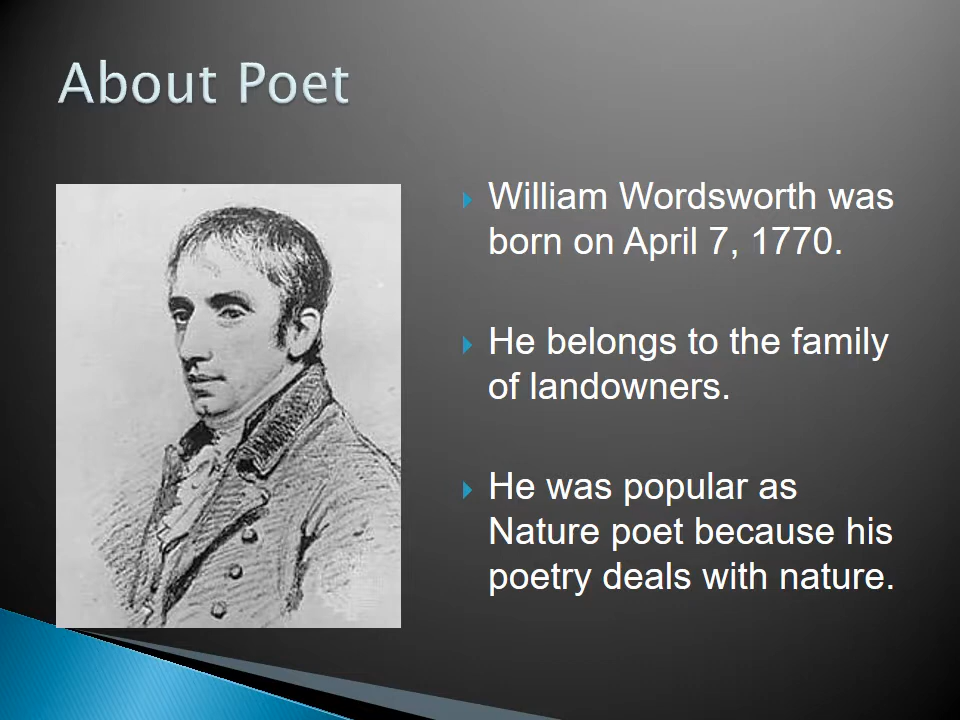 About Poet
William Wordsworth was
born on April 7, 1770.
He belongs to the family
of landowners.
He was popular as
Nature poet because his
poetry deals with nature.